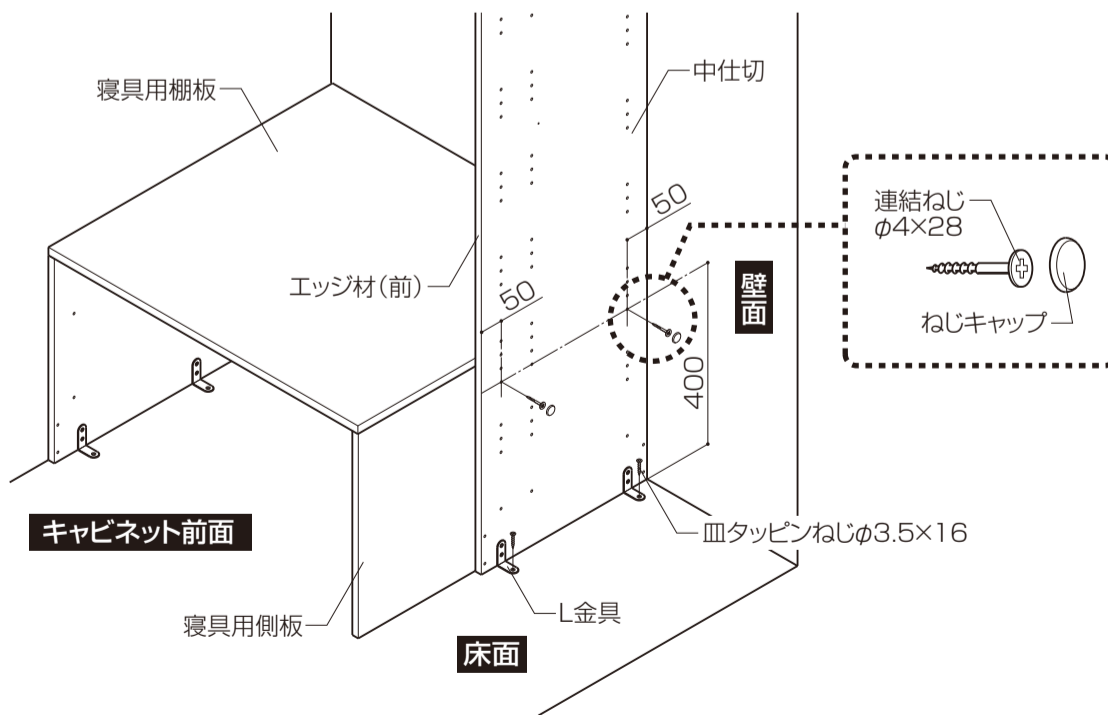 中仕切
寝具用棚板
50
連結ねじ
φ4×28
エッジ材(前)
50
壁面
ねじキャップ
400
キャビネット前面
皿タッピンねじφ3.5×16
L金具
寝具用側板
床面